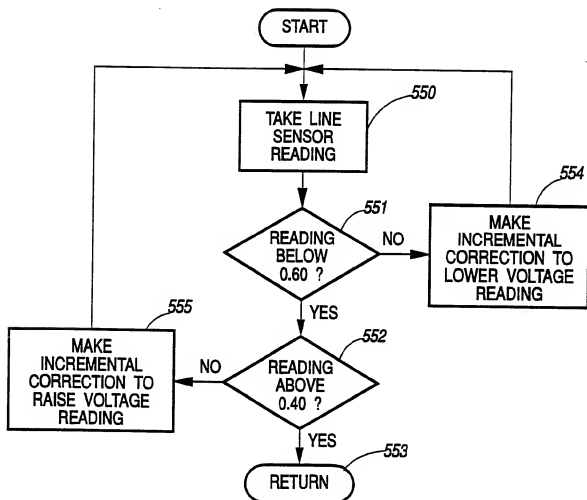 START
550
TAKE LINE
SENSOR
READING
551
READING
BELOW
0.60 ?
NO
554
MAKE
INCREMENTAL
CORRECTION TO
LOWER VOLTAGE
READING
YES
552
READING
ABOVE
0.40 ?
NO
555
MAKE
INCREMENTAL
CORRECTION TO
RAISE VOLTAGE
READING
YES
553
RETURN